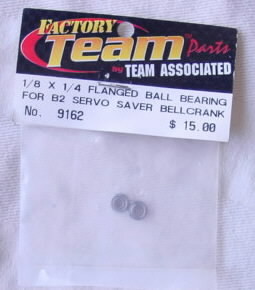 FACTORY
Team Parts
by TEAM ASSOCIATED
1/8 X 1/4 FLANGED BALL BEARING
FOR B2 SERVO SAVER BELLCRANK
No. 9162 $ 15.00